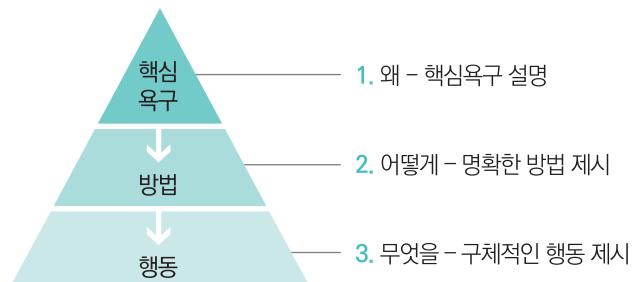 핵심
욕구
1. 왜 – 핵심욕구 설명
방법
2. 어떻게 – 명확한 방법 제시
행동
3. 무엇을 – 구체적인 행동 제시